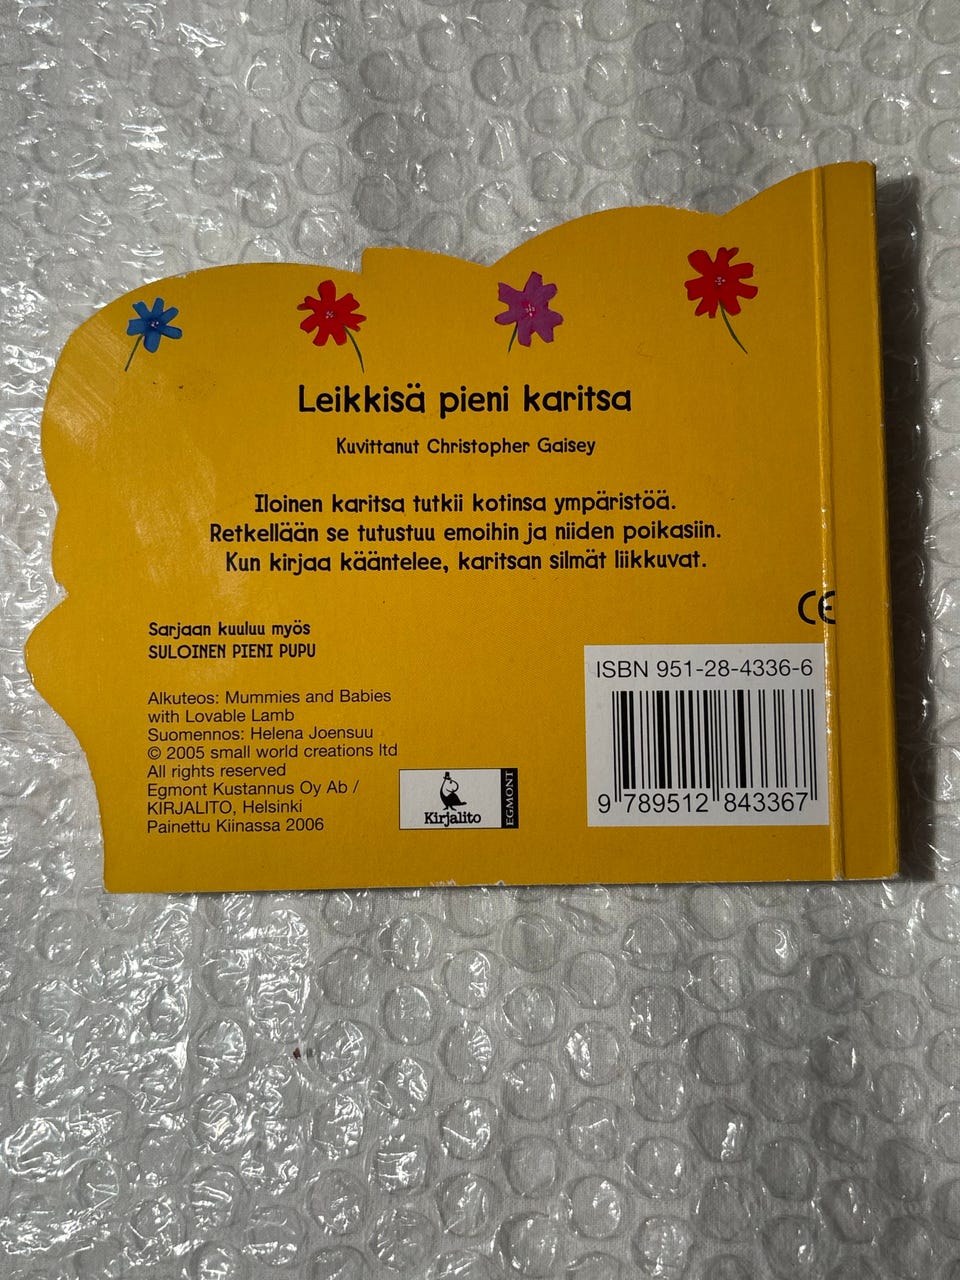 Leikkisä pieni karitsa
Kuvittanut Christopher Gaisey
Iloinen karitsa tutkii kotinsa ympäristöä.
Retkellään se tutustuu emoihin ja niiden poikasiin.
Kun kirjaa kääntelee, karitsan silmät liikkuvat.
CE
Sarjaan kuuluu myös
SULOINEN PIENI PUPU
Alkuteos: Mummies and Babies
with Lovable Lamb
Suomennos: Helena Joensuu
© 2005 small world creations ltd
All rights reserved
Egmont Kustannus Oy Ab /
KIRJALITO, Helsinki
Painettu Kiinassa 2006
Kirjalito
EGMONT
ISBN 951-28-4336-6
9 789512 843367